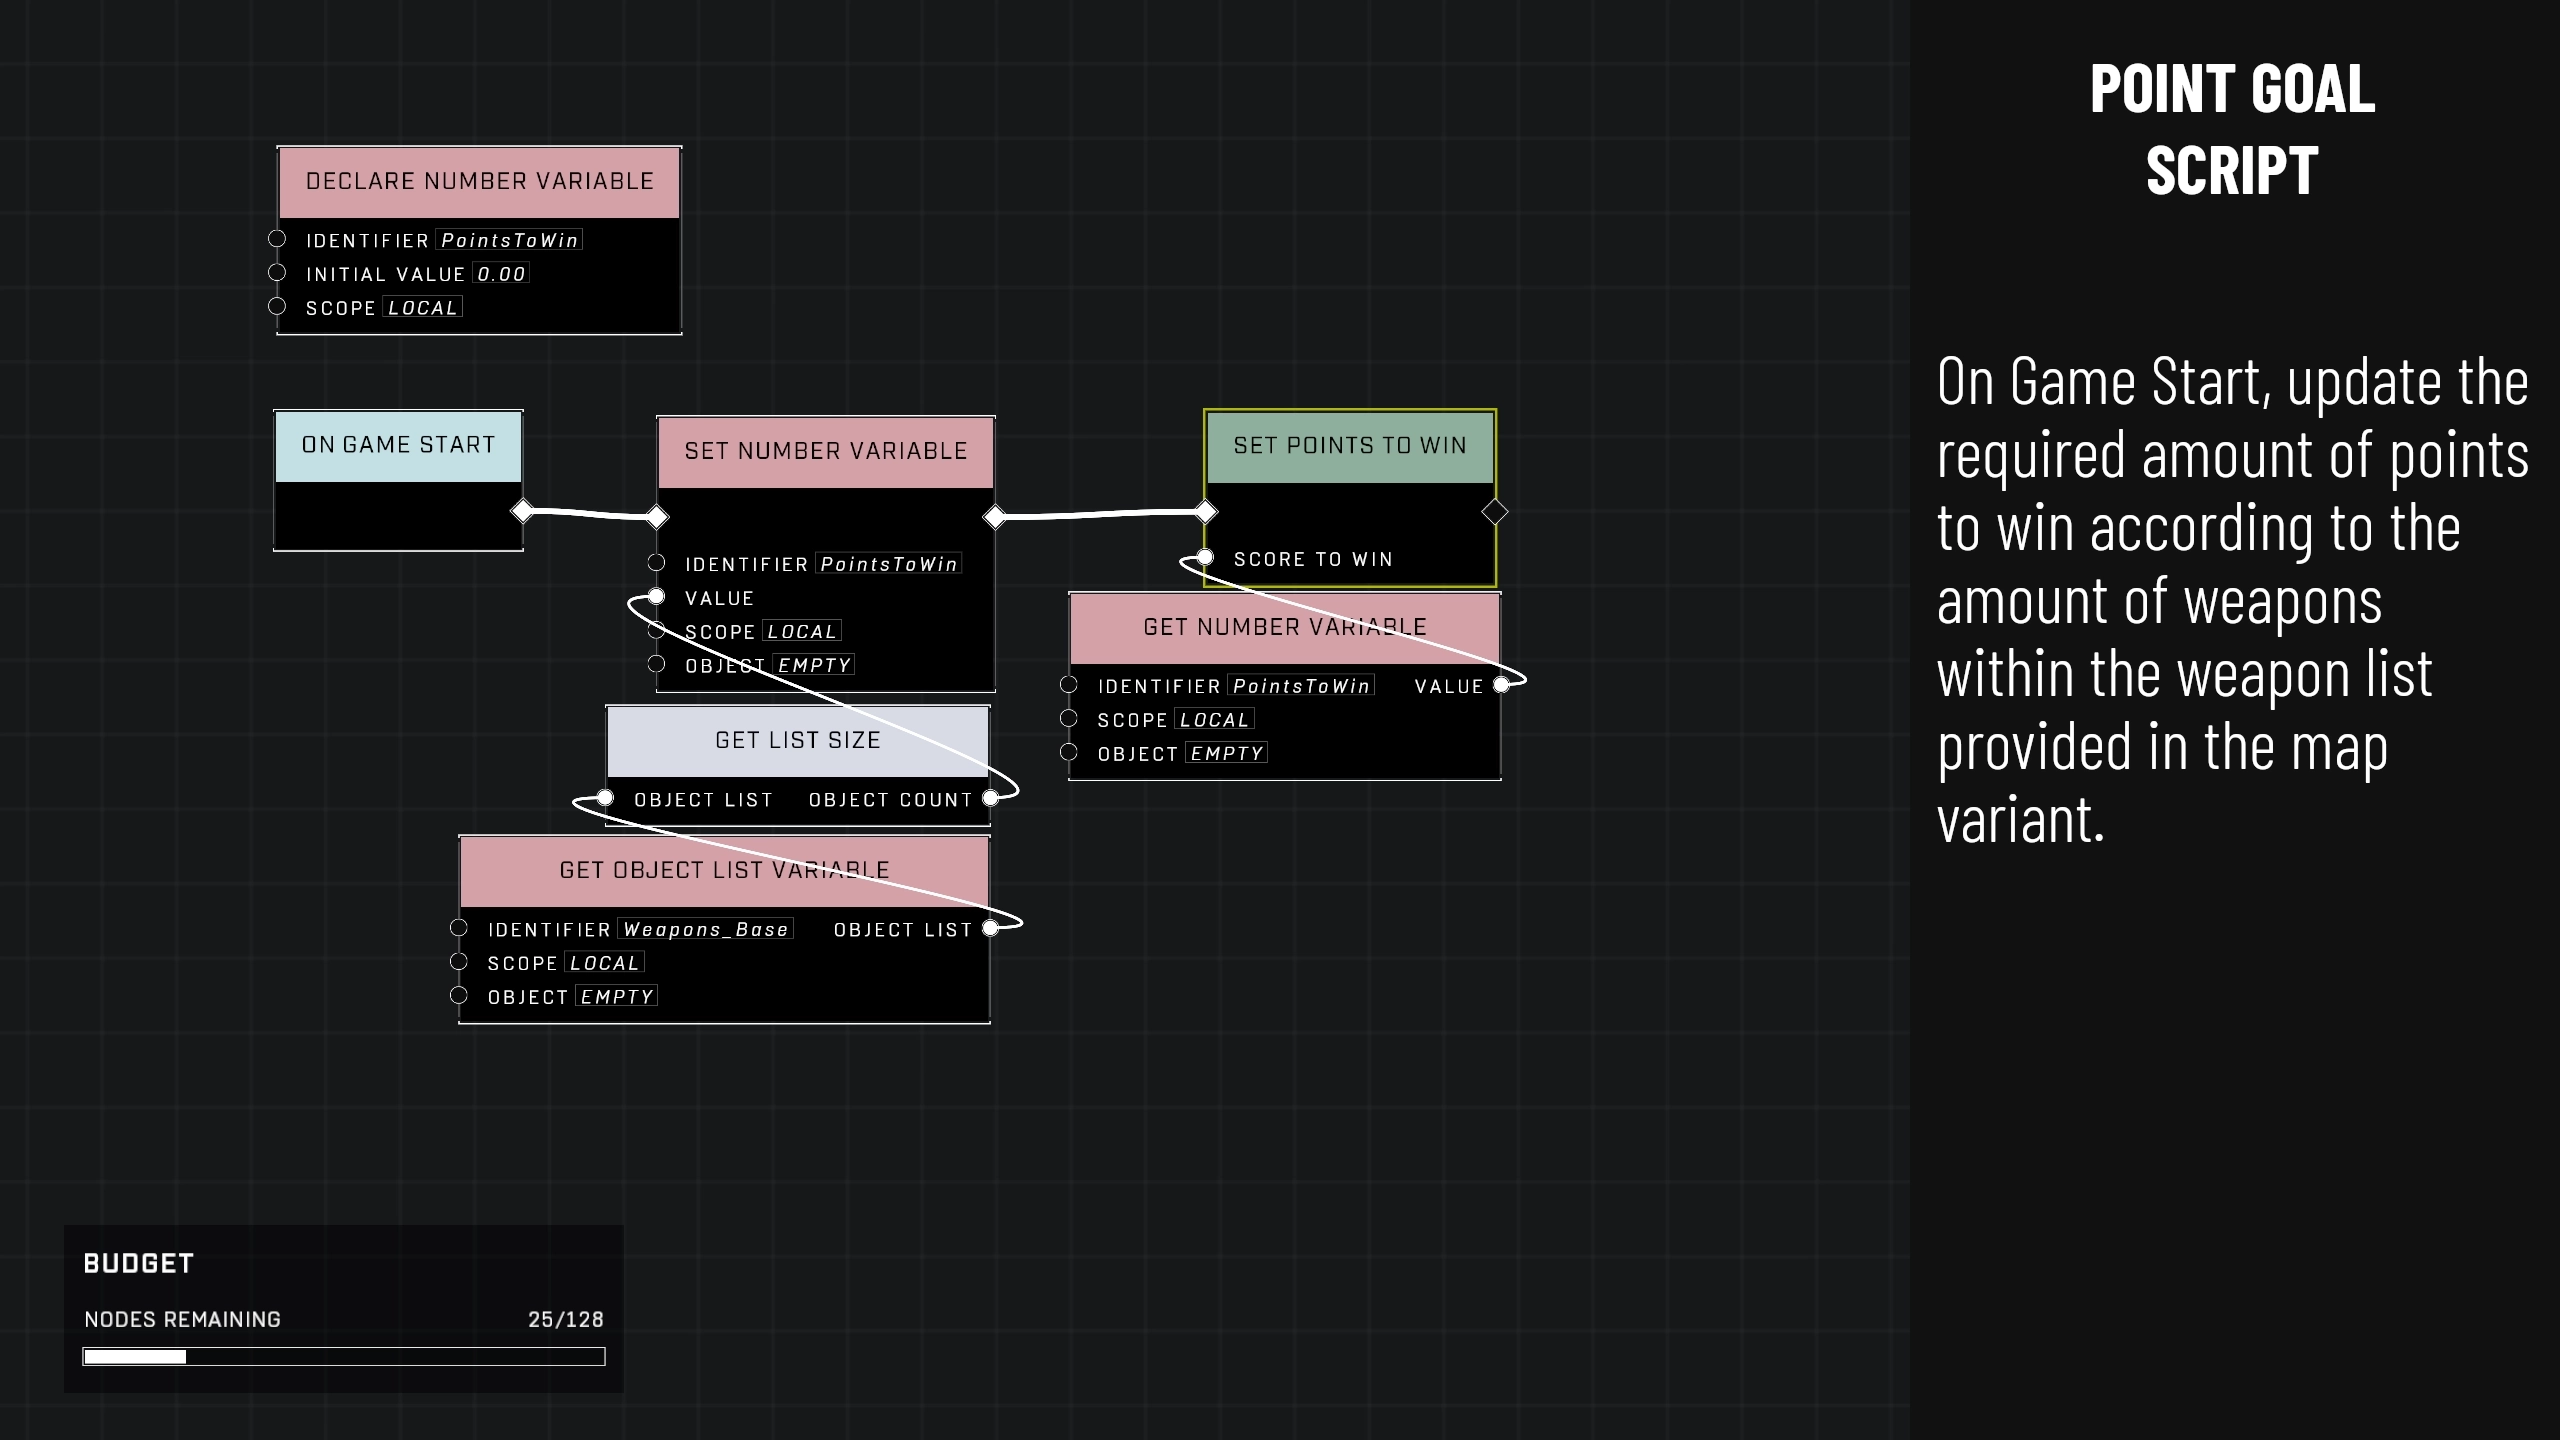 POINT GOAL
SCRIPT
On Game Start, update the
required amount of points
to win according to the
amount of weapons
within the weapon list
provided in the map
variant.
DECLARE NUMBER VARIABLE
IDENTIFIER PointsToWin
INITIAL VALUE 0.00
SCOPE LOCAL
ON GAME START
SET NUMBER VARIABLE
IDENTIFIER PointsToWin
VALUE
SCOPE LOCAL
OBJECT EMPTY
SET POINTS TO WIN
SCORE TO WIN
GET NUMBER VARIABLE
IDENTIFIER PointsToWin VALUE
SCOPE LOCAL
OBJECT EMPTY
GET LIST SIZE
OBJECT LIST OBJECT COUNT
GET OBJECT LIST VARIABLE
IDENTIFIER Weapons_Base OBJECT LIST
SCOPE LOCAL
OBJECT EMPTY
BUDGET
NODES REMAINING 25/128